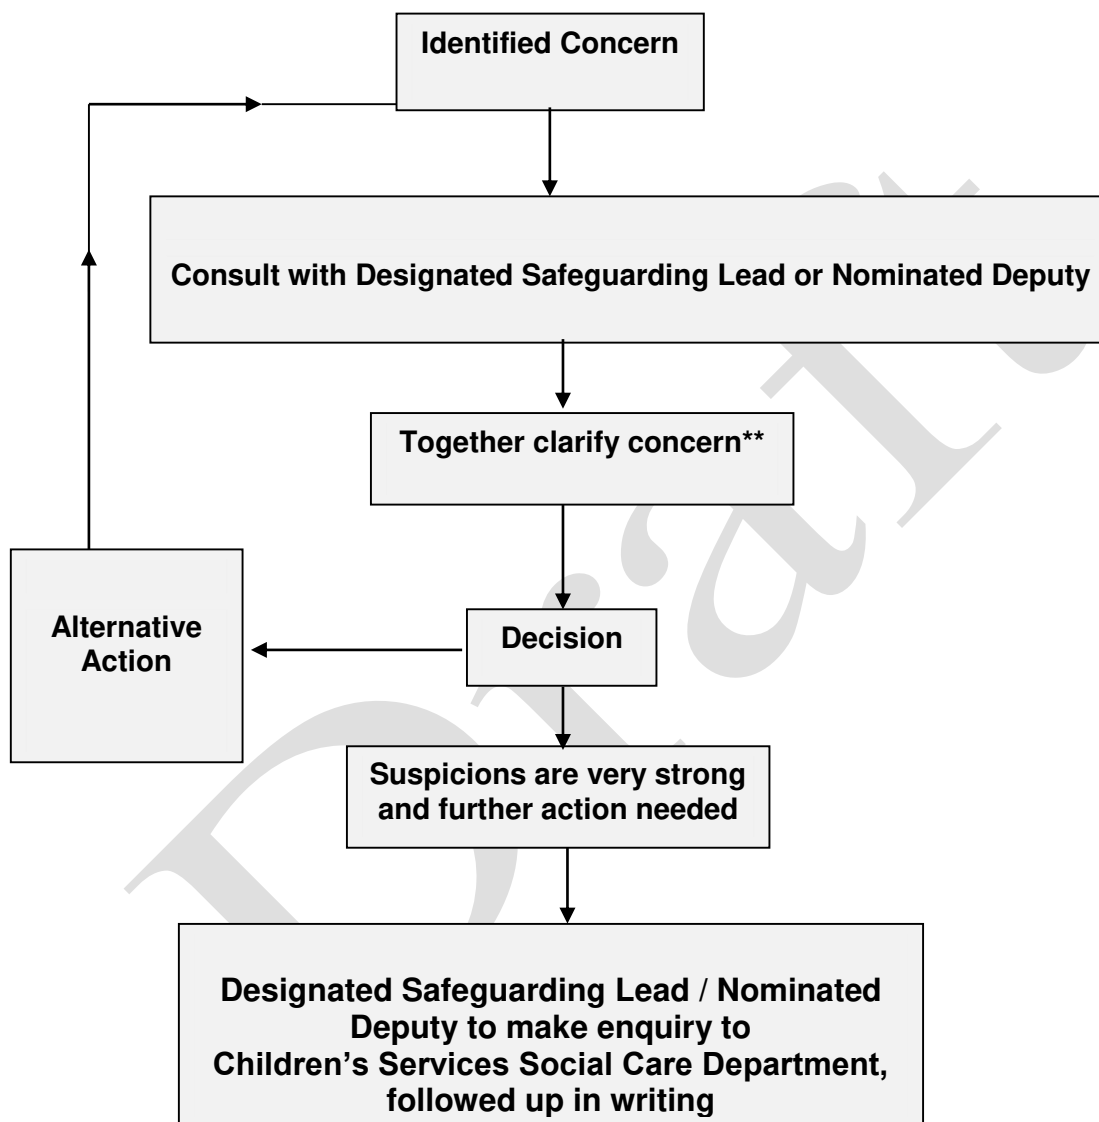 Identified Concern
Consult with Designated Safeguarding Lead or Nominated Deputy
Together clarify concern**
Alternative
Action
Decision
Suspicions are very strong
and further action needed
Designated Safeguarding Lead / Nominated
Deputy to make enquiry to
Children’s Services Social Care Department,
followed up in writing
Draft